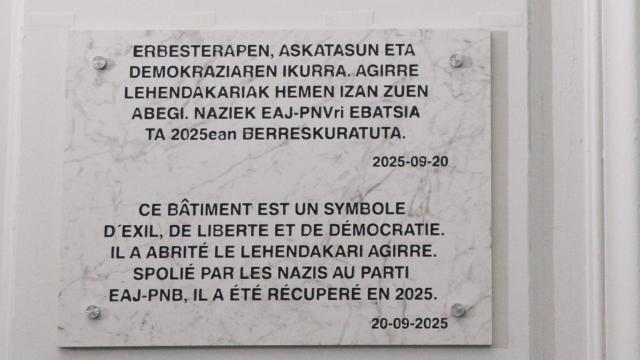 ERBESTERAPEN, ASKATASUN ETA
DEMOKRAZIAREN IKURRA. AGIRRE
LEHENDAKARIAK HEMEN IZAN ZUEN
ABEGI. NAZIEK EAJ-PNVri EBATSIA
TA 2025ean BERRESKURATUTA.
2025-09-20
CE BÂTIMENT EST UN SYMBOLE
D´EXIL, DE LIBERTE ET DE DÉMOCRATIE.
IL A ABRITÉ LE LEHENDAKARI AGIRRE.
SPOLIÉ PAR LES NAZIS AU PARTI
EAJ-PNB, IL A ÉTÉ RÉCUPERÉ EN 2025.
20-09-2025